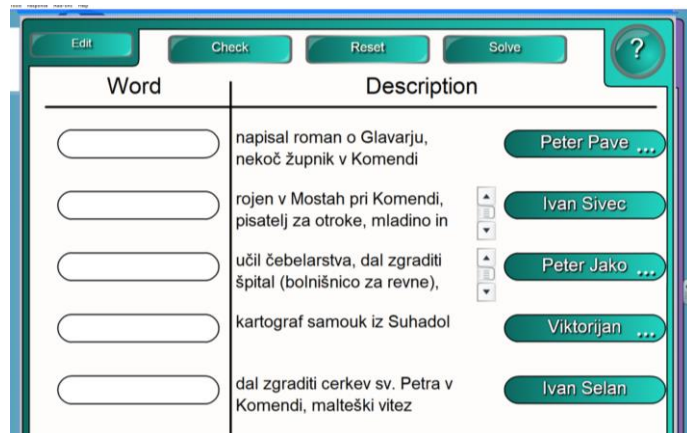 Edit
Check
Reset
Solve
?
Word
Description
napisal roman o Glavarju,
nekoč župnik v Komendi
Peter Pave ...
rojen v Mostah pri Komendi,
pisatelj za otroke, mladino in
Ivan Sivec
učil čebelarstva, dal zgraditi
špital (bolnišnico za revne),
Peter Jako ...
kartograf samouk iz Suhadol
Viktorijan ...
dal zgraditi cerkev sv. Petra v
Komendi, malteški vitez
Ivan Selan